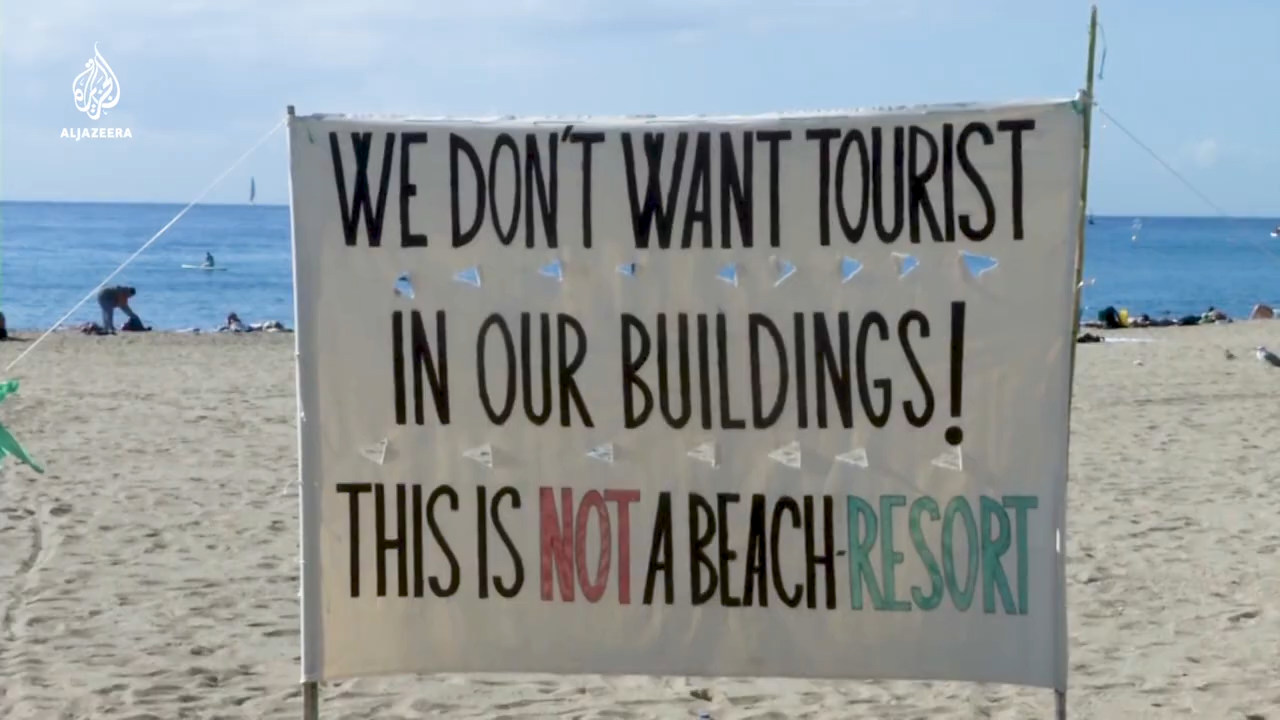 ALJAZEERA
WE DON'T WANT TOURIST
IN OUR BUILDINGS!
THIS IS NOT A BEACH-RESORT